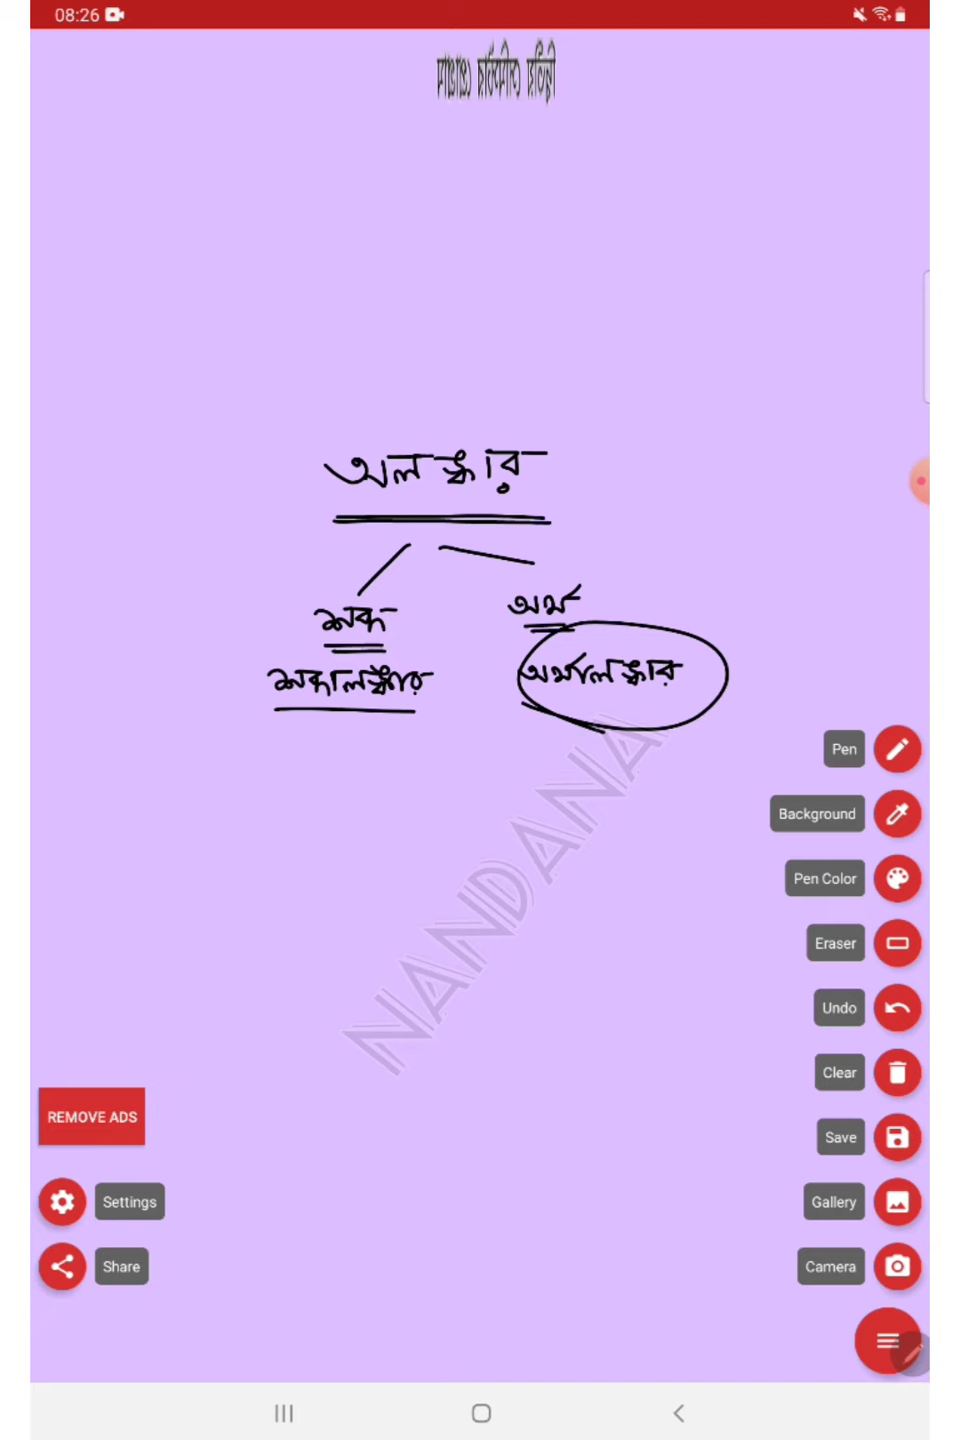 08:26
অলঙ্কার
শব্দ অর্থ
শব্দালঙ্কার অর্থালঙ্কার
NANDANA
Pen
Background
Pen Color
Eraser
Undo
Clear
REMOVE ADS
Save
Settings Gallery
Share Camera